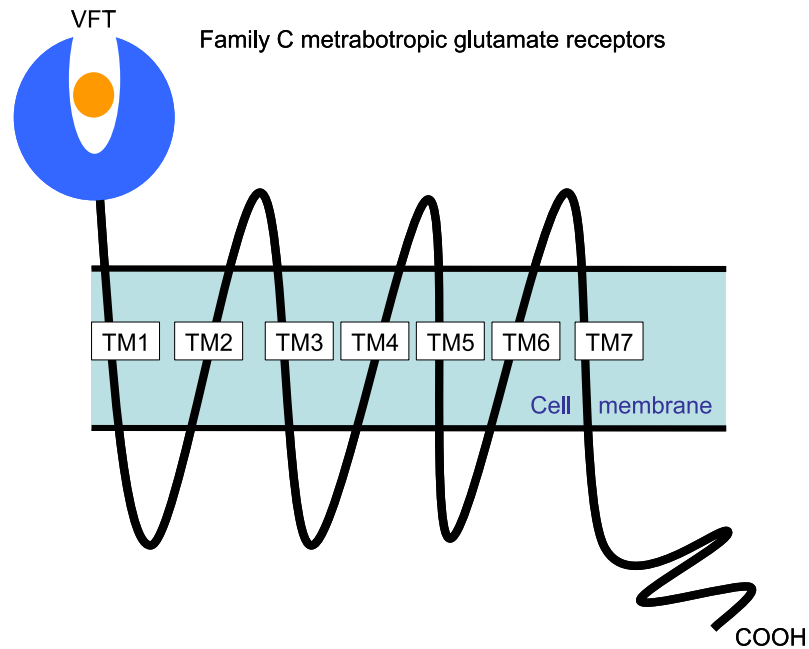 VFT
Family C metrabotropic glutamate receptors
TM1 TM2 TM3 TM4 TM5 TM6 TM7
Cell membrane
COOH